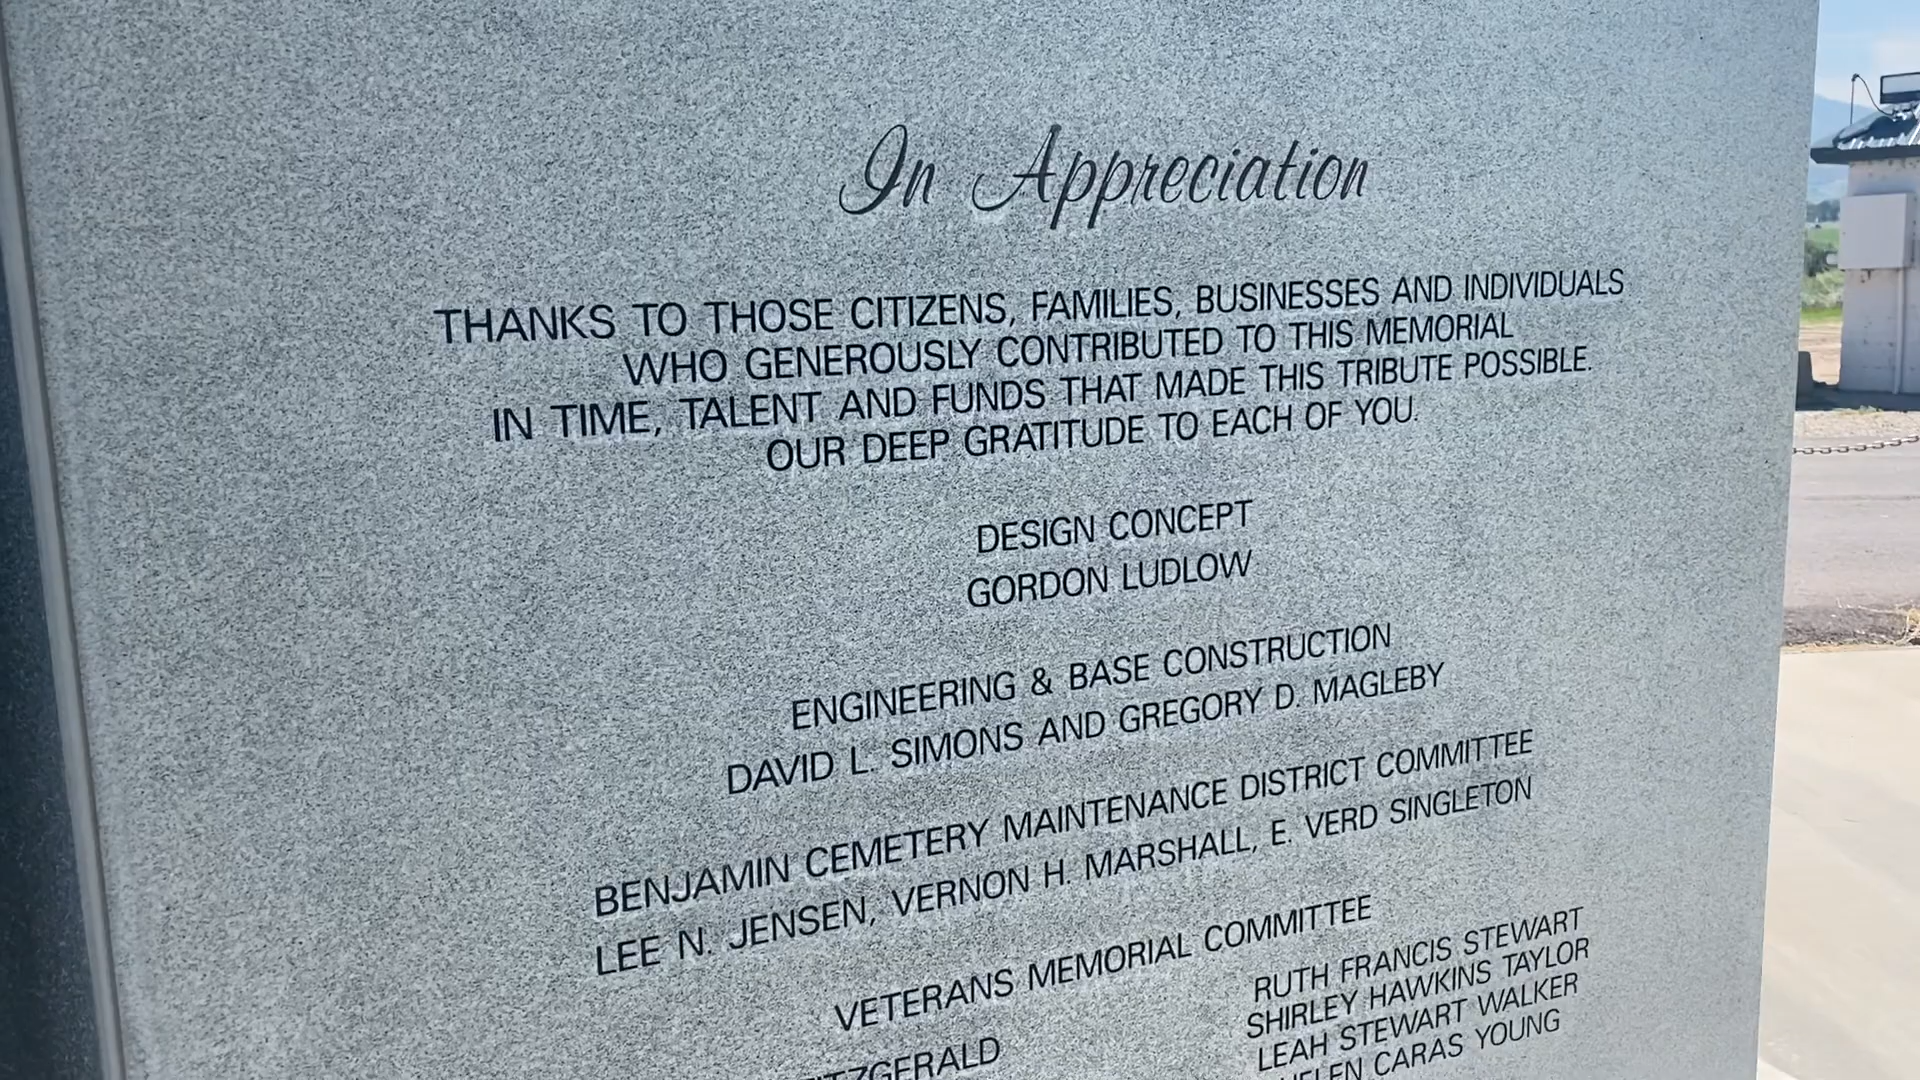 In Appreciation
THANKS TO THOSE CITIZENS, FAMILIES, BUSINESSES AND INDIVIDUALS
WHO GENEROUSLY CONTRIBUTED TO THIS MEMORIAL
IN TIME, TALENT AND FUNDS THAT MADE THIS TRIBUTE POSSIBLE.
OUR DEEP GRATITUDE TO EACH OF YOU.
DESIGN CONCEPT
GORDON LUDLOW
ENGINEERING & BASE CONSTRUCTION
DAVID L. SIMONS AND GREGORY D. MAGLEBY
BENJAMIN CEMETERY MAINTENANCE DISTRICT COMMITTEE
LEE N. JENSEN, VERNON H. MARSHALL, E. VERD SINGLETON
VETERANS MEMORIAL COMMITTEE
RUTH FRANCIS STEWART
SHIRLEY HAWKINS TAYLOR
LEAH STEWART WALKER
CARAS YOUNG